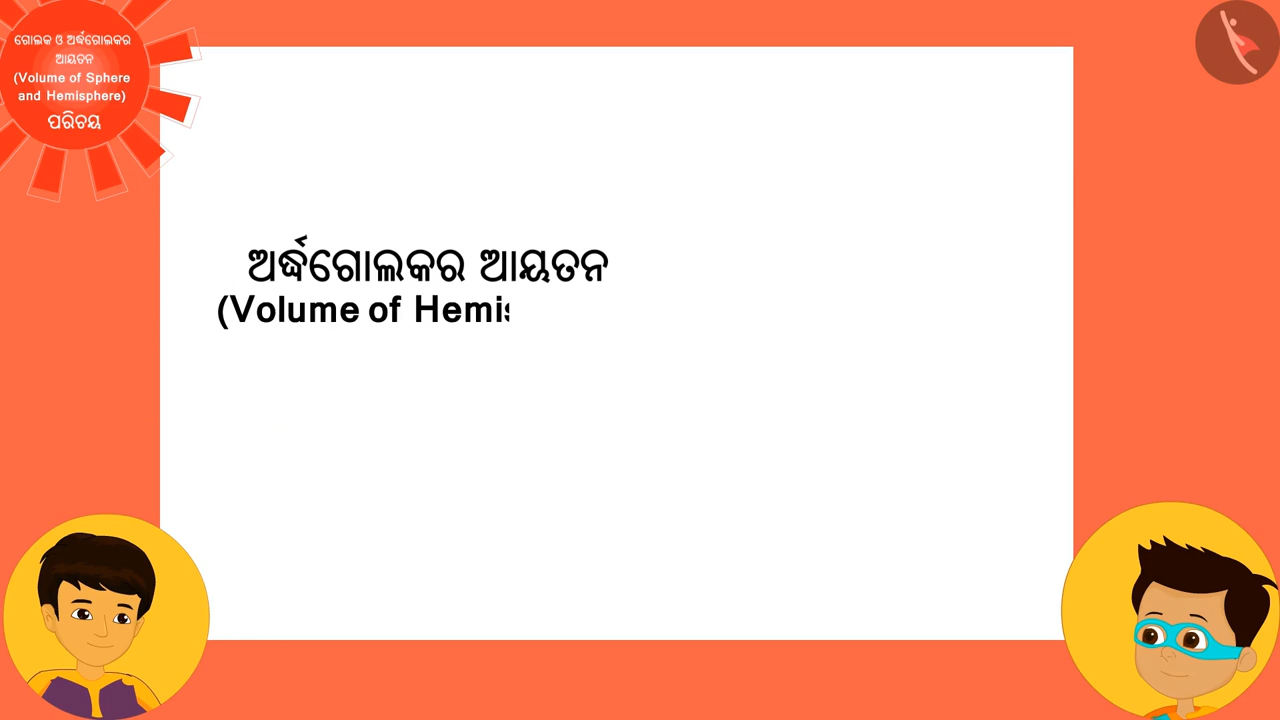 ଗୋଲକ ଓ ଅର୍ଦ୍ଧଗୋଲକର
ଆୟତନ
(Volume of Sphere
and Hemisphere)
ପରିଚୟ
ଅର୍ଦ୍ଧଗୋଲକର ଆୟତନ
(Volume of Hemi